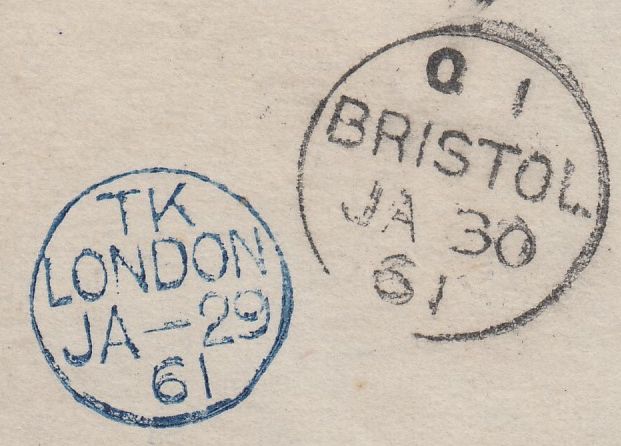 TK
LONDON
JA - 29
61
Q 1
BRISTOL
JA 30
61